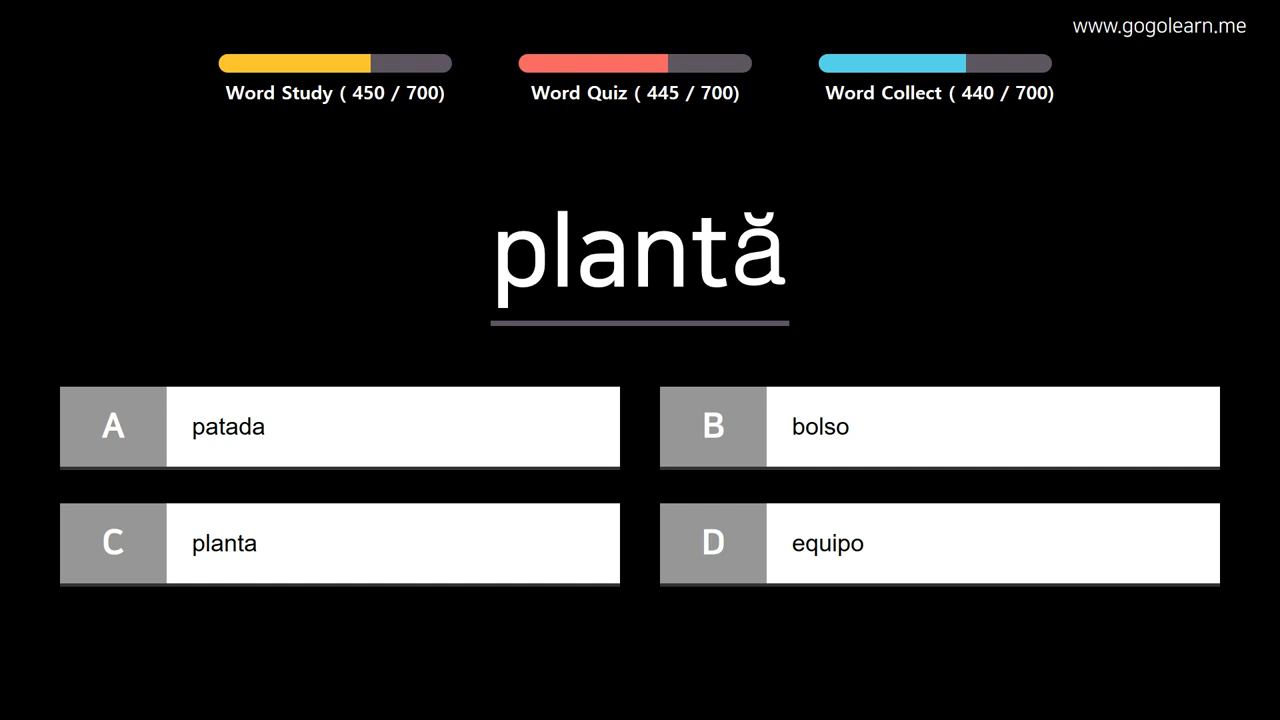 www.gogolearn.me
Word Study ( 450 / 700)
Word Quiz ( 445 / 700)
Word Collect ( 440 / 700)
plantă
A patada
B bolso
C planta
D equipo